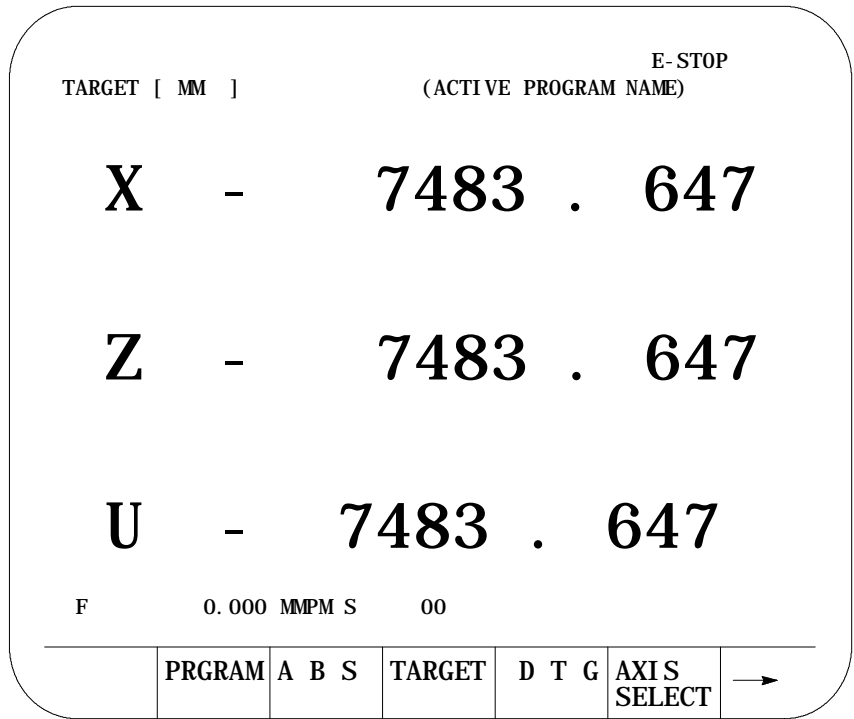 E-STOP
TARGET [ MM ] (ACTIVE PROGRAM NAME)
X - 7483 . 647
Z - 7483 . 647
U - 7483 . 647
F 0.000 MMPM S 00
PRGRAM A B S TARGET D T G AXIS
SELECT